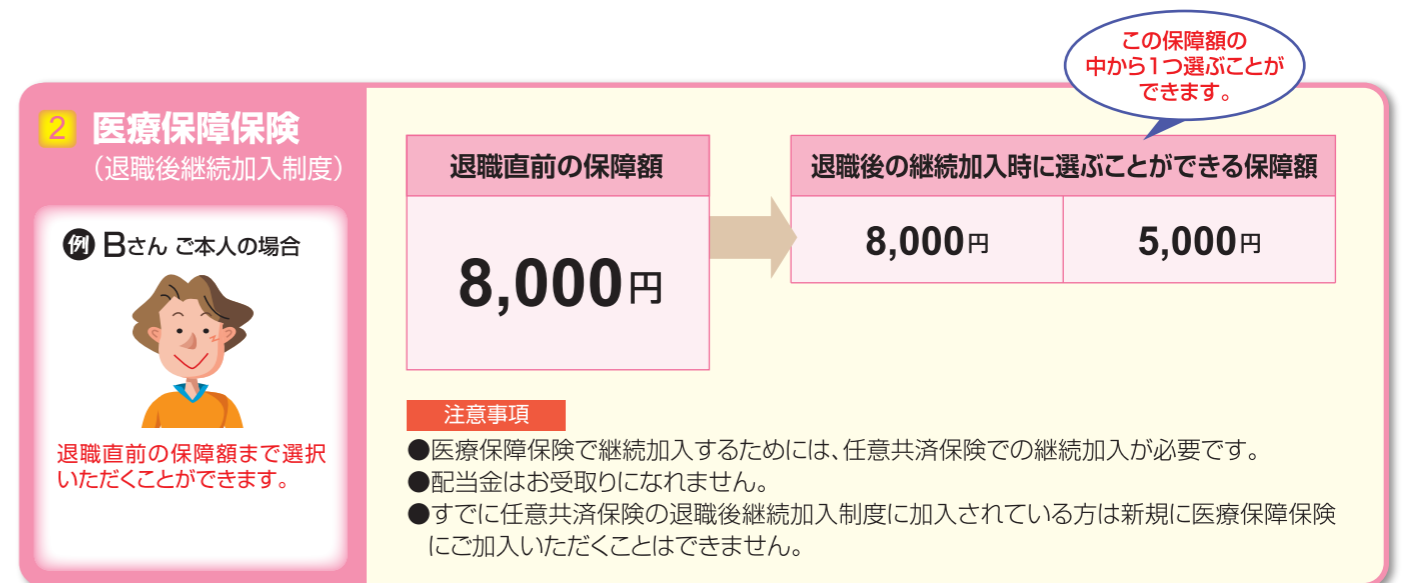 この保障額の
中から1つ選ぶことが
できます。
2 医療保障保険
（退職後継続加入制度）
例 Bさん ご本人の場合
退職直前の保障額まで選択
いただくことができます。
退職直前の保障額
8,000円
退職後の継続加入時に選ぶことができる保障額
8,000円 5,000円
注意事項
●医療保障保険で継続加入するためには、任意共済保険での継続加入が必要です。
●配当金はお受取りになれません。
●すでに任意共済保険の退職後継続加入制度に加入されている方は新規に医療保障保険
にご加入いただくことはできません。